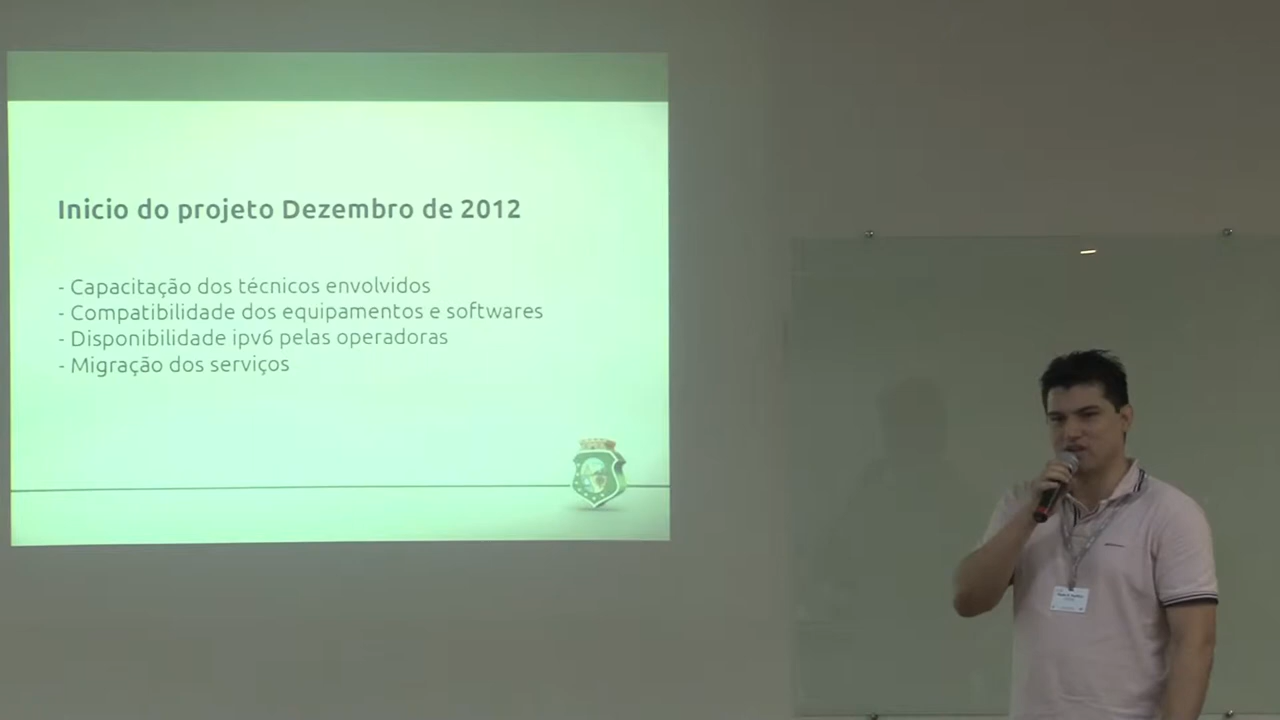 Inicio do projeto Dezembro de 2012
- Capacitação dos técnicos envolvidos
- Compatibilidade dos equipamentos e softwares
- Disponibilidade ipv6 pelas operadoras
- Migração dos serviços